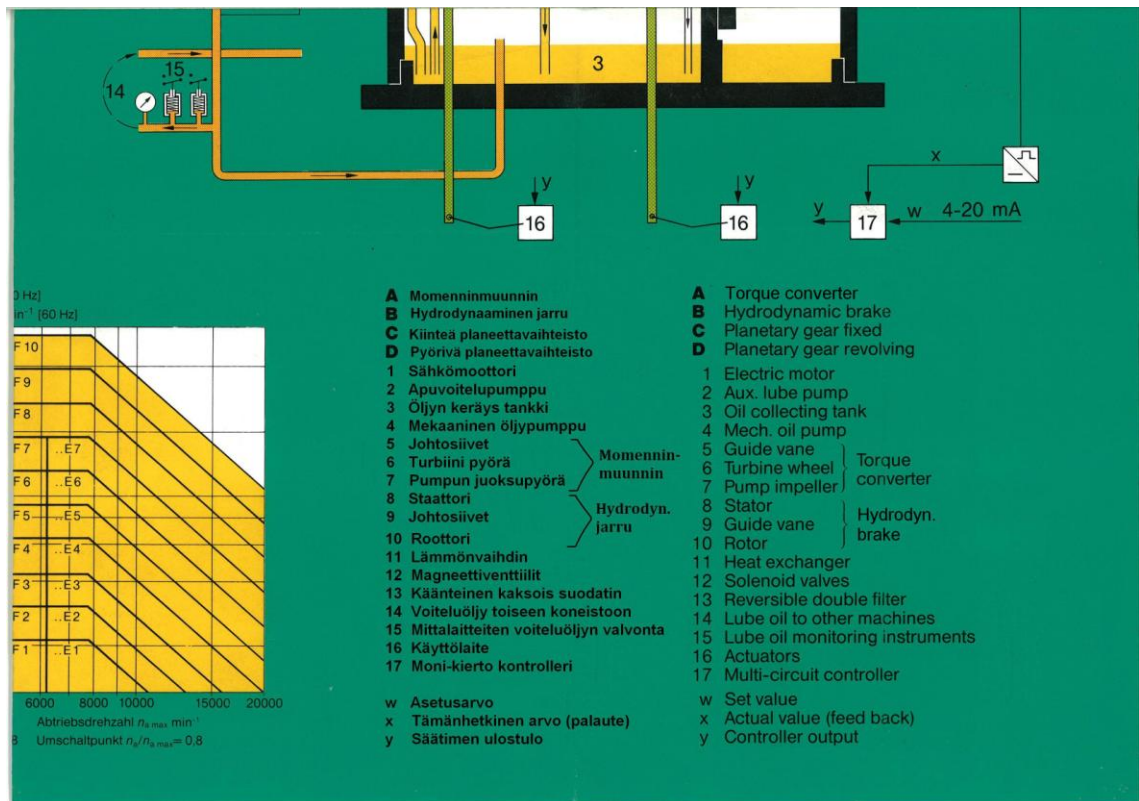 3
15
14
x
y
y
16
16
y
17
w 4-20 mA
0 Hz]
in⁻¹ [60 Hz]
F 10
F 9
F 8
F 7 ..E7
F 6 ..E6
F 5 ..E5
F 4 ..E4
F 3 ..E3
F 2 ..E2
F 1 ..E1
6000 8000 10000 15000 20000
Abtriebsdrehzahl nₐ max min⁻¹
8 Umschaltpunkt nₐ/nₐ max = 0,8
A Momenninmuunnin
B Hydrodynaaminen jarru
C Kiinteä planeettavaihteisto
D Pyörivä planeettavaihteisto
1 Sähkömoottori
2 Apuvoitelupumppu
3 Öljyn keräys tankki
4 Mekaaninen öljypumppu
5 Johtosiivet
6 Turbiini pyörä
7 Pumpun juoksupyörä
Momennin-
muunnin
8 Staattori
9 Johtosiivet
10 Roottori
Hydrodyn.
jarru
11 Lämmönvaihdin
12 Magneettiventtiilit
13 Käänteinen kaksois suodatin
14 Voiteluöljy toiseen koneistoon
15 Mittalaitteiten voiteluöljyn valvonta
16 Käyttölaite
17 Moni-kierto kontrolleri
w Asetusarvo
x Tämänhetkinen arvo (palaute)
y Säätimen ulostulo
A Torque converter
B Hydrodynamic brake
C Planetary gear fixed
D Planetary gear revolving
1 Electric motor
2 Aux. lube pump
3 Oil collecting tank
4 Mech. oil pump
5 Guide vane
6 Turbine wheel
7 Pump impeller
Torque
converter
8 Stator
9 Guide vane
10 Rotor
Hydrodyn.
brake
11 Heat exchanger
12 Solenoid valves
13 Reversible double filter
14 Lube oil to other machines
15 Lube oil monitoring instruments
16 Actuators
17 Multi-circuit controller
w Set value
x Actual value (feed back)
y Controller output